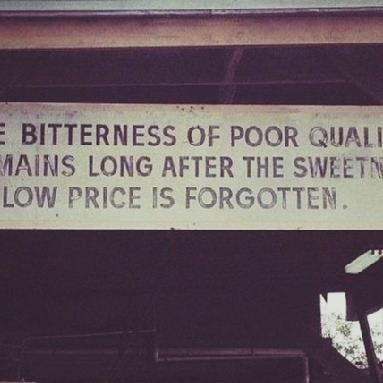 E BITTERNESS OF POOR QUALI
MAINS LONG AFTER THE SWEETN
LOW PRICE IS FORGOTTEN.